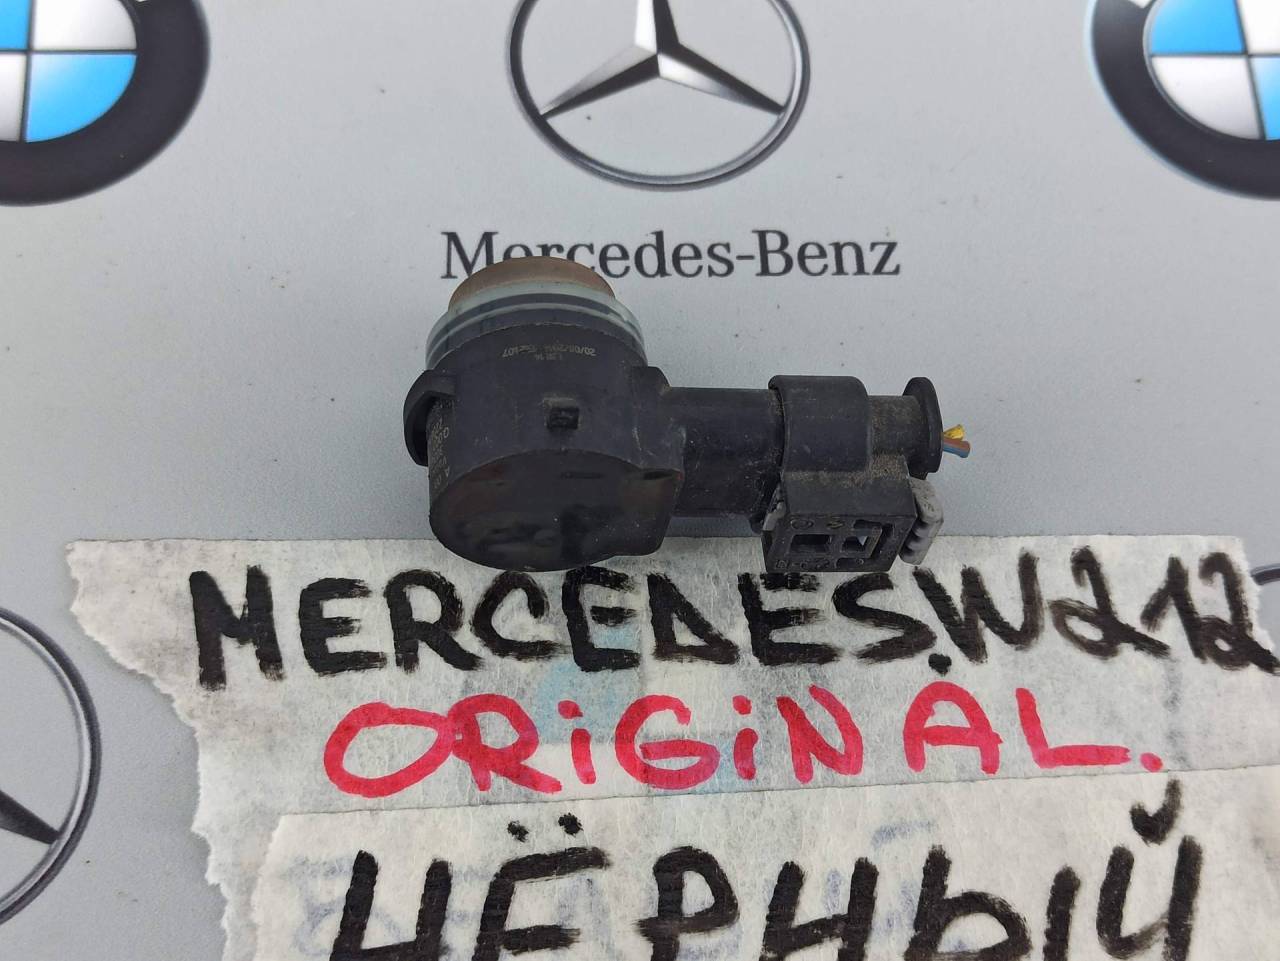 Mercedes-Benz
MERCEDES.W212
ORIGINAL.
ЧЁРНЫЙ